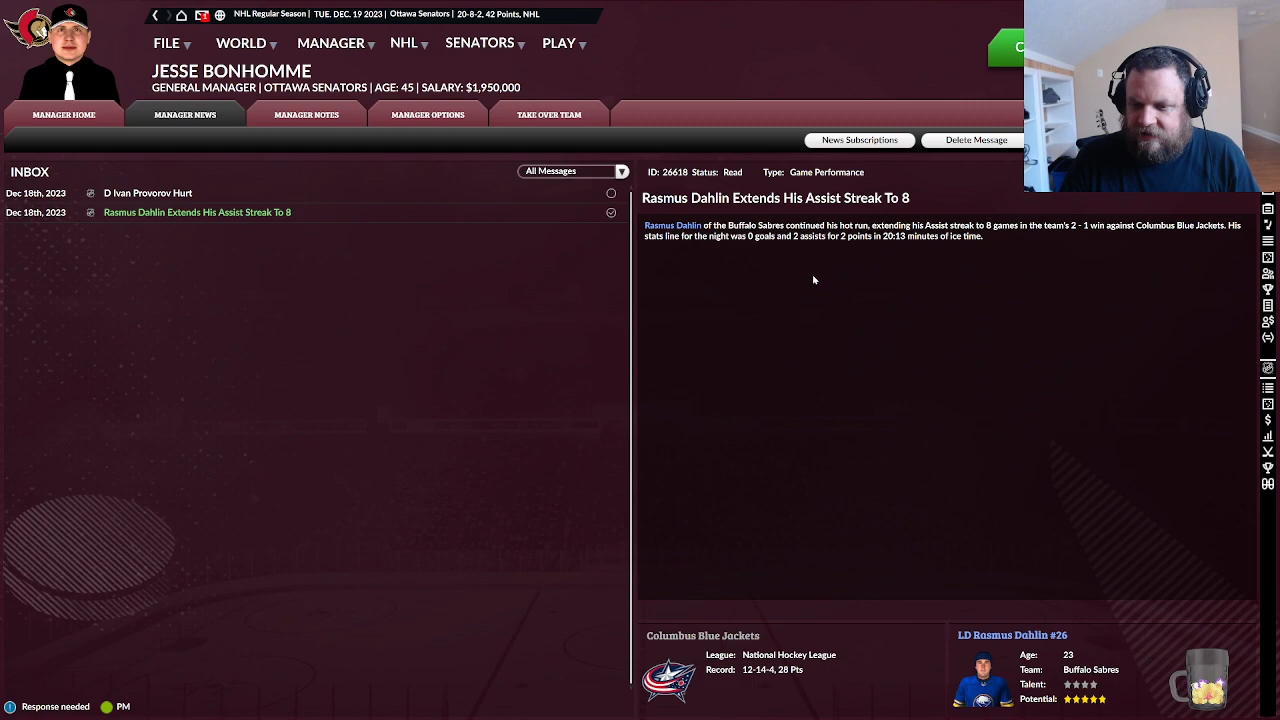 NHL Regular Season | TUE. DEC. 19 2023 | Ottawa Senators | 20-8-2, 42 Points, NHL
FILE WORLD MANAGER NHL SENATORS PLAY
JESSE BONHOMME
GENERAL MANAGER | OTTAWA SENATORS | AGE: 45 | SALARY: $1,950,000
MANAGER HOME MANAGER NEWS MANAGER NOTES MANAGER OPTIONS TAKE OVER TEAM
News Subscriptions Delete Message
INBOX All Messages
Dec 18th, 2023 D Ivan Provorov Hurt
Dec 18th, 2023 Rasmus Dahlin Extends His Assist Streak To 8
ID: 26618 Status: Read Type: Game Performance
Rasmus Dahlin Extends His Assist Streak To 8
Rasmus Dahlin of the Buffalo Sabres continued his hot run, extending his Assist streak to 8 games in the team's 2 - 1 win against Columbus Blue Jackets. His
stats line for the night was 0 goals and 2 assists for 2 points in 20:13 minutes of ice time.
Columbus Blue Jackets
League: National Hockey League
Record: 12-14-4, 28 Pts
LD Rasmus Dahlin #26
Age: 23
Team: Buffalo Sabres
Talent:
Potential:
Response needed PM